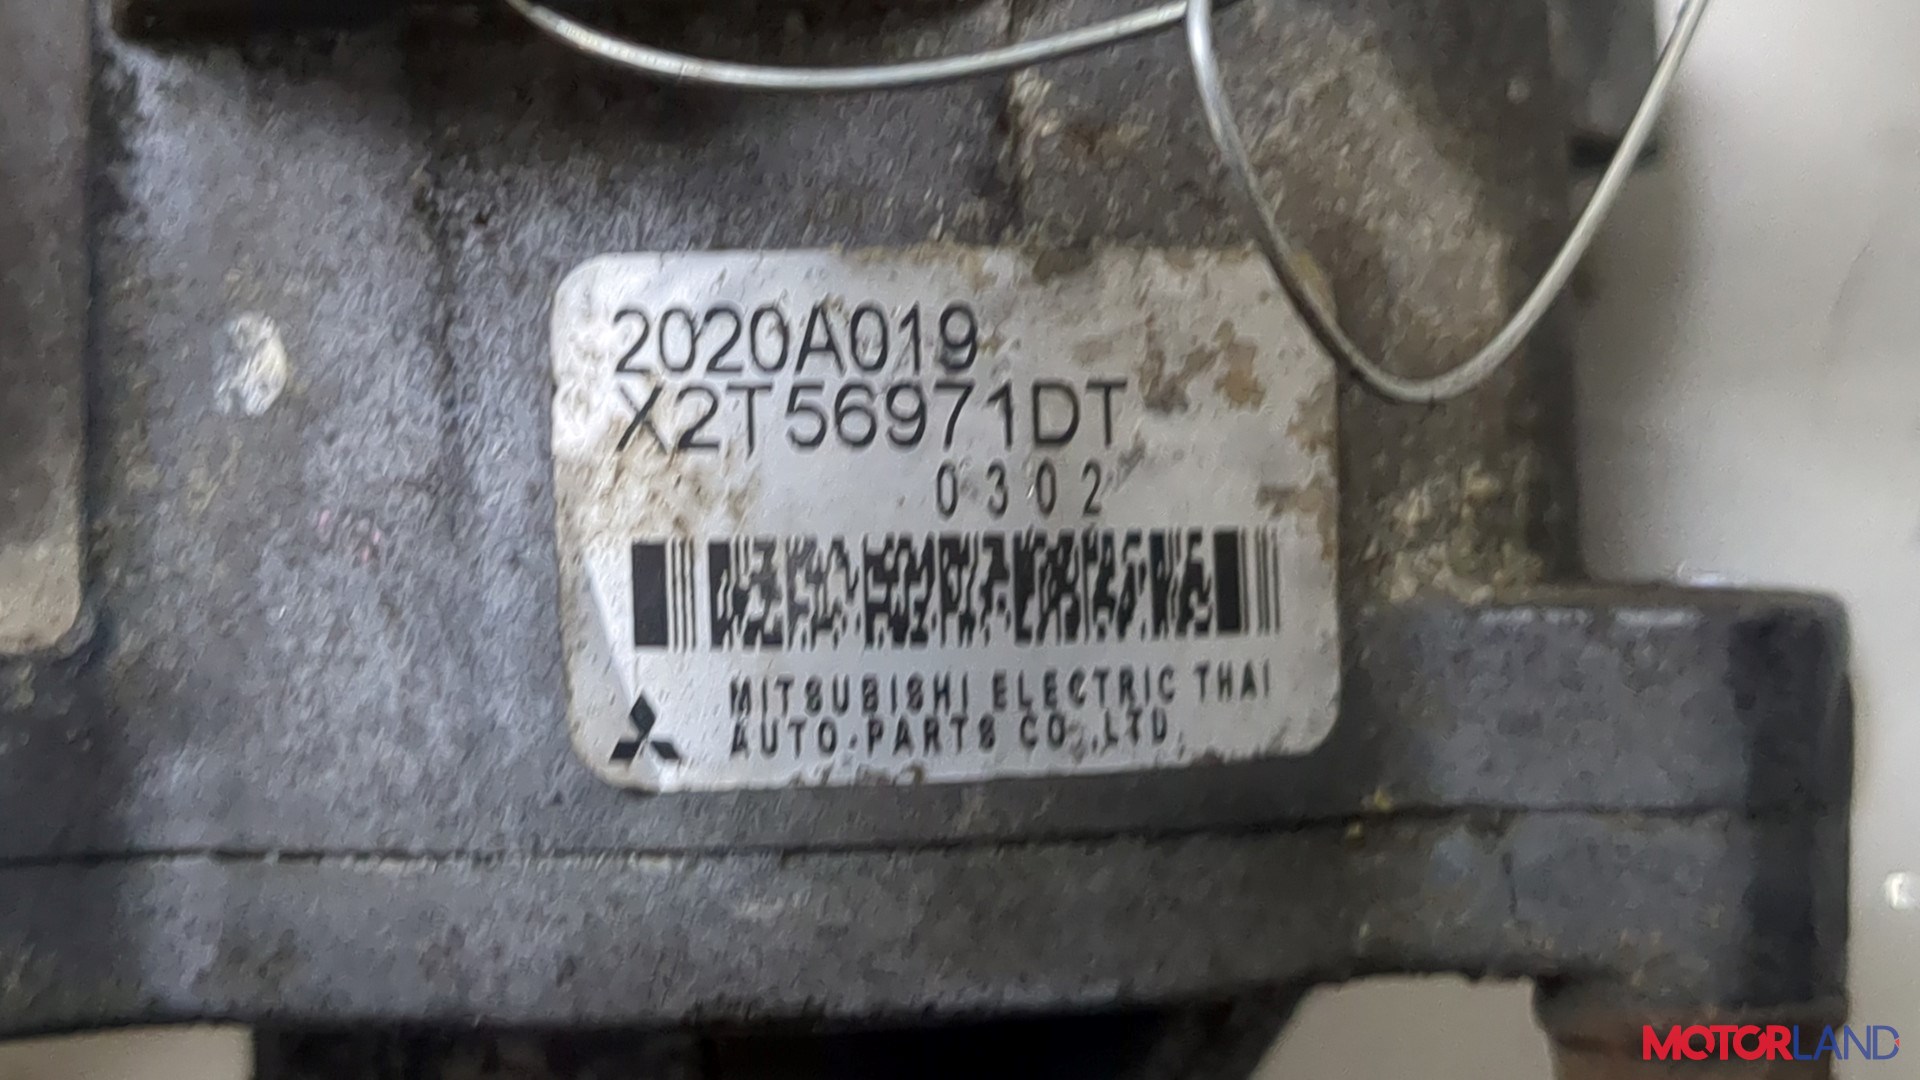 2020A019
X2T56971DT
0302
MITSUBISHI ELECTRIC THAI
AUTO.PARTS CO.,LTD.
MOTORLAND